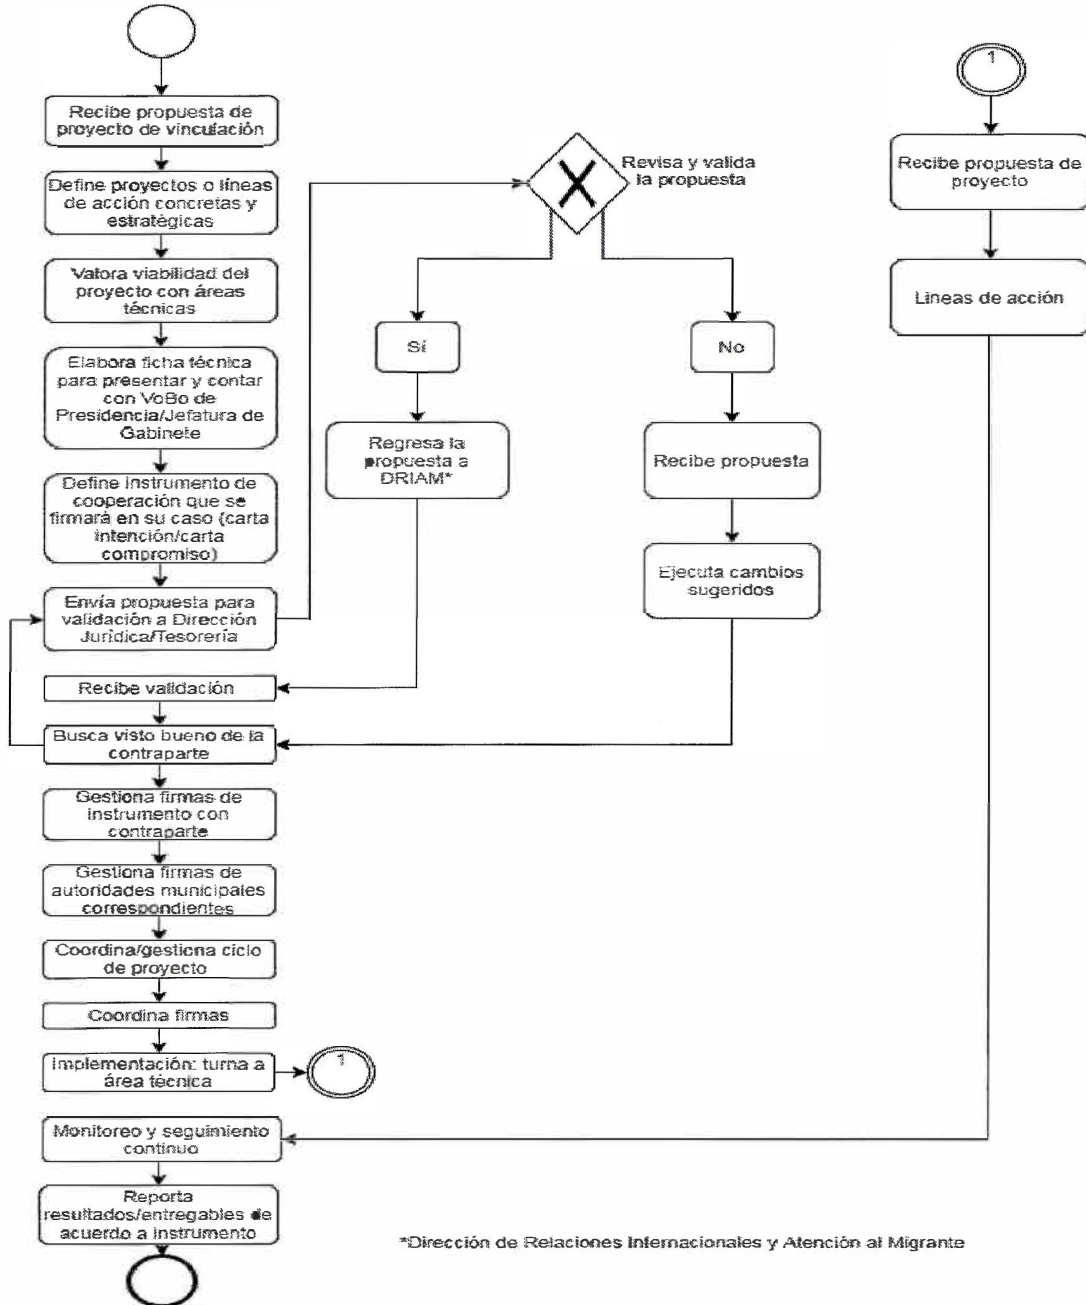 Recibe propuesta de
proyecto de vinculación
Define proyectos o líneas
de acción concretas y
estratégicas
Valora viabilidad del
proyecto con áreas
técnicas
Elabora ficha técnica
para presentar y contar
con VoBo de
Presidencia/Jefatura de
Gabinete
Define instrumento de
cooperación que se
firmará en su caso (carta
intención/carta
compromiso)
Envía propuesta para
validación a Dirección
Jurídica/Tesorería
Recibe validación
Busca visto bueno de la
contraparte
Gestiona firmas de
instrumento con
contraparte
Gestiona firmas de
autoridades municipales
correspondientes
Coordina/gestiona ciclo
de proyecto
Coordina firmas
Implementación: turna a
área técnica
1
Monitoreo y seguimiento
continuo
Reporta
resultados/entregables de
acuerdo a instrumento
Revisa y valida
la propuesta
Sí
Regresa la
propuesta a
DRIAM*
No
Recibe propuesta
Ejecuta cambios
sugeridos
1
Recibe propuesta de
proyecto
Lineas de acción
*Dirección de Relaciones Internacionales y Atención al Migrante